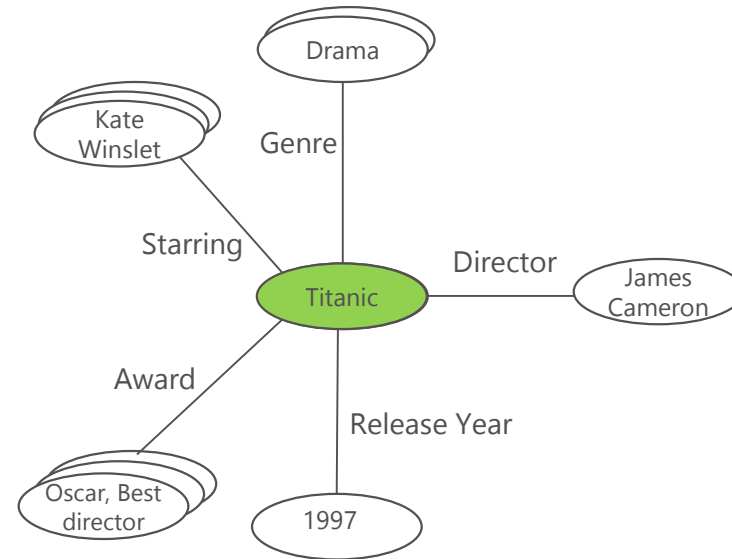 Drama
Kate
Winslet
Genre
Starring
Director
Titanic
James
Cameron
Award
Release Year
Oscar, Best
director
1997